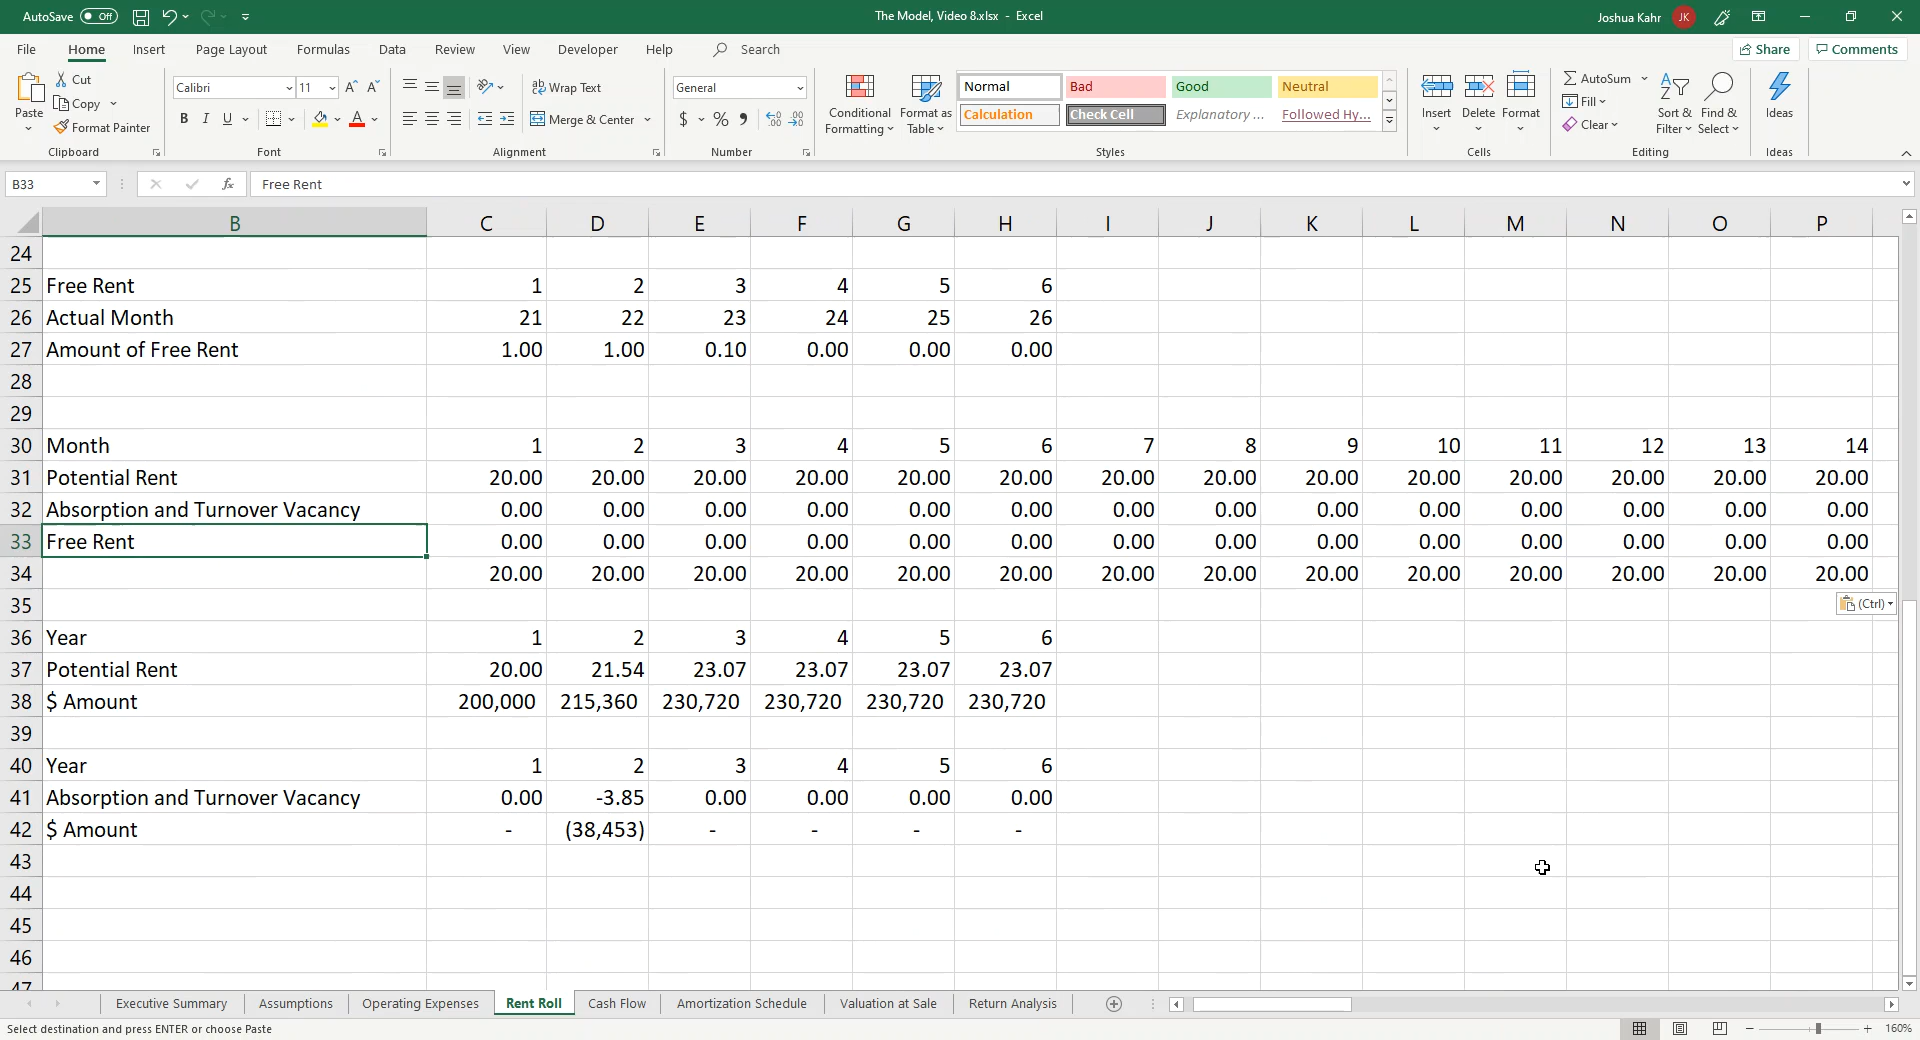 AutoSave Off The Model, Video 8.xlsx - Excel Joshua Kahr JK
File Home Insert Page Layout Formulas Data Review View Developer Help Search Share Comments
Paste Cut Copy Format Painter
Calibri 11 B I U A
Wrap Text Merge & Center
General $ % 9
Conditional Formatting Format as Table
Normal Bad Good Neutral
Calculation Check Cell Explanatory ... Followed Hy...
Insert Delete Format
AutoSum Fill Clear Sort & Filter Find & Select Ideas
Clipboard Font Alignment Number Styles Cells Editing Ideas
B33 fx Free Rent
B C D E F G H I J K L M N O P
24
25 Free Rent 1 2 3 4 5 6
26 Actual Month 21 22 23 24 25 26
27 Amount of Free Rent 1.00 1.00 0.10 0.00 0.00 0.00
28
29
30 Month 1 2 3 4 5 6 7 8 9 10 11 12 13 14
31 Potential Rent 20.00 20.00 20.00 20.00 20.00 20.00 20.00 20.00 20.00 20.00 20.00 20.00 20.00 20.00
32 Absorption and Turnover Vacancy 0.00 0.00 0.00 0.00 0.00 0.00 0.00 0.00 0.00 0.00 0.00 0.00 0.00 0.00
33 Free Rent 0.00 0.00 0.00 0.00 0.00 0.00 0.00 0.00 0.00 0.00 0.00 0.00 0.00 0.00
34 20.00 20.00 20.00 20.00 20.00 20.00 20.00 20.00 20.00 20.00 20.00 20.00 20.00 20.00
35 (Ctrl)
36 Year 1 2 3 4 5 6
37 Potential Rent 20.00 21.54 23.07 23.07 23.07 23.07
38 $ Amount 200,000 215,360 230,720 230,720 230,720 230,720
39
40 Year 1 2 3 4 5 6
41 Absorption and Turnover Vacancy 0.00 -3.85 0.00 0.00 0.00 0.00
42 $ Amount - (38,453) - - - -
43
44
45
46
47
Executive Summary Assumptions Operating Expenses Rent Roll Cash Flow Amortization Schedule Valuation at Sale Return Analysis
Select destination and press ENTER or choose Paste 160%